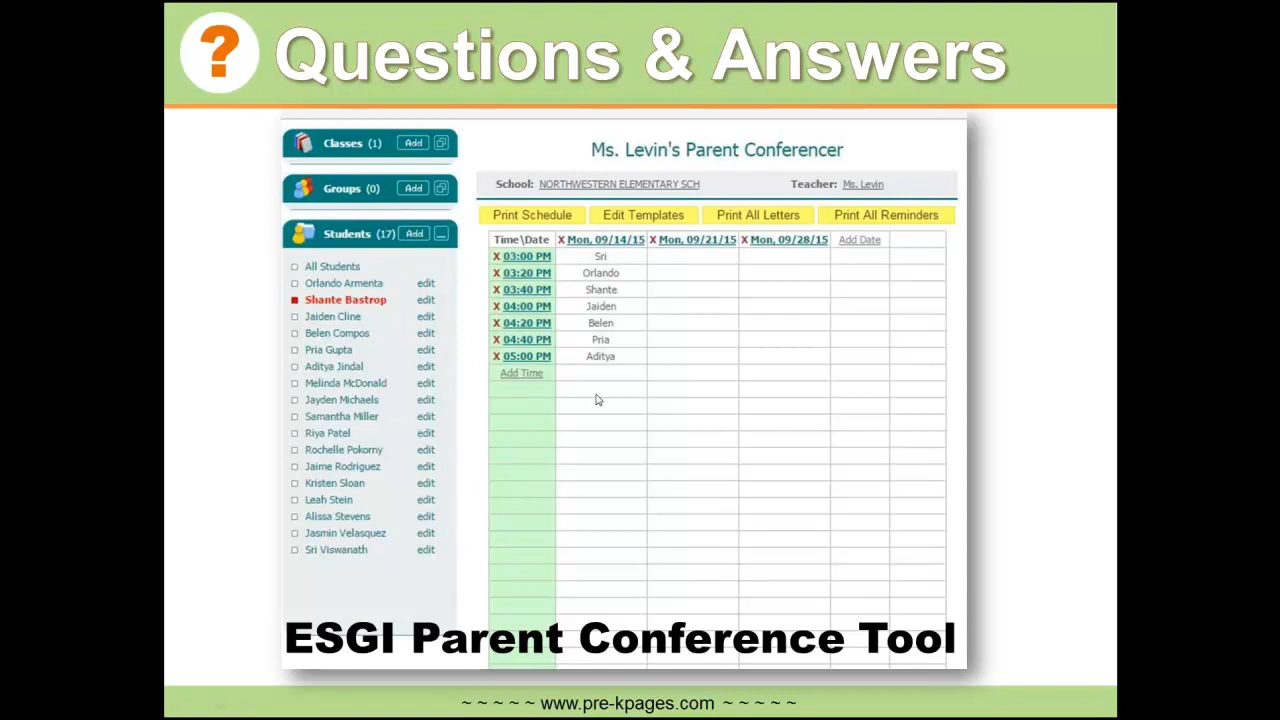 ? Questions & Answers
Classes (1) Add
Groups (0) Add
Students (17) Add
All Students
Orlando Armenta edit
Shante Bastrop edit
Jaiden Cline edit
Belen Compos edit
Pria Gupta edit
Aditya Jindal edit
Melinda McDonald edit
Jayden Michaels edit
Samantha Miller edit
Riya Patel edit
Rochelle Pokorny edit
Jaime Rodriguez edit
Kristen Sloan edit
Leah Stein edit
Alissa Stevens edit
Jasmin Velasquez edit
Sri Viswanath edit
Ms. Levin's Parent Conferencer
School: NORTHWESTERN ELEMENTARY SCH Teacher: Ms. Levin
Print Schedule Edit Templates Print All Letters Print All Reminders
Time\Date X Mon, 09/14/15 X Mon, 09/21/15 X Mon, 09/28/15 Add Date
X 03:00 PM Sri
X 03:20 PM Orlando
X 03:40 PM Shante
X 04:00 PM Jaiden
X 04:20 PM Belen
X 04:40 PM Pria
X 05:00 PM Aditya
Add Time
ESGI Parent Conference Tool
~ ~ ~ ~ ~ www.pre-kpages.com ~ ~ ~ ~ ~